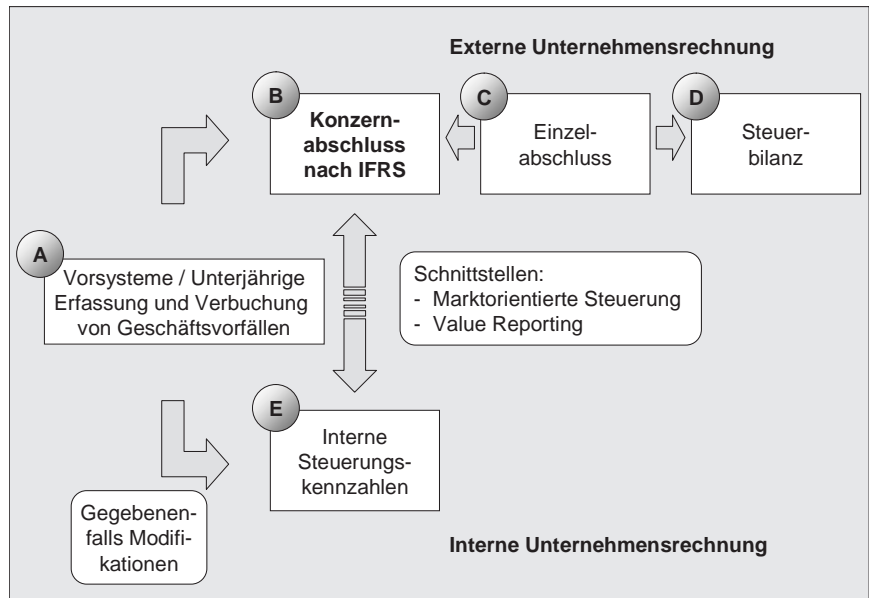 Externe Unternehmensrechnung
B
Konzern-
abschluss
nach IFRS
C
Einzel-
abschluss
D
Steuer-
bilanz
A
Vorsysteme / Unterjährige
Erfassung und Verbuchung
von Geschäftsvorfällen
Schnittstellen:
- Marktorientierte Steuerung
- Value Reporting
E
Interne
Steuerungs-
kennzahlen
Gegebenen-
falls Modifi-
kationen
Interne Unternehmensrechnung